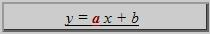 y = a x + b